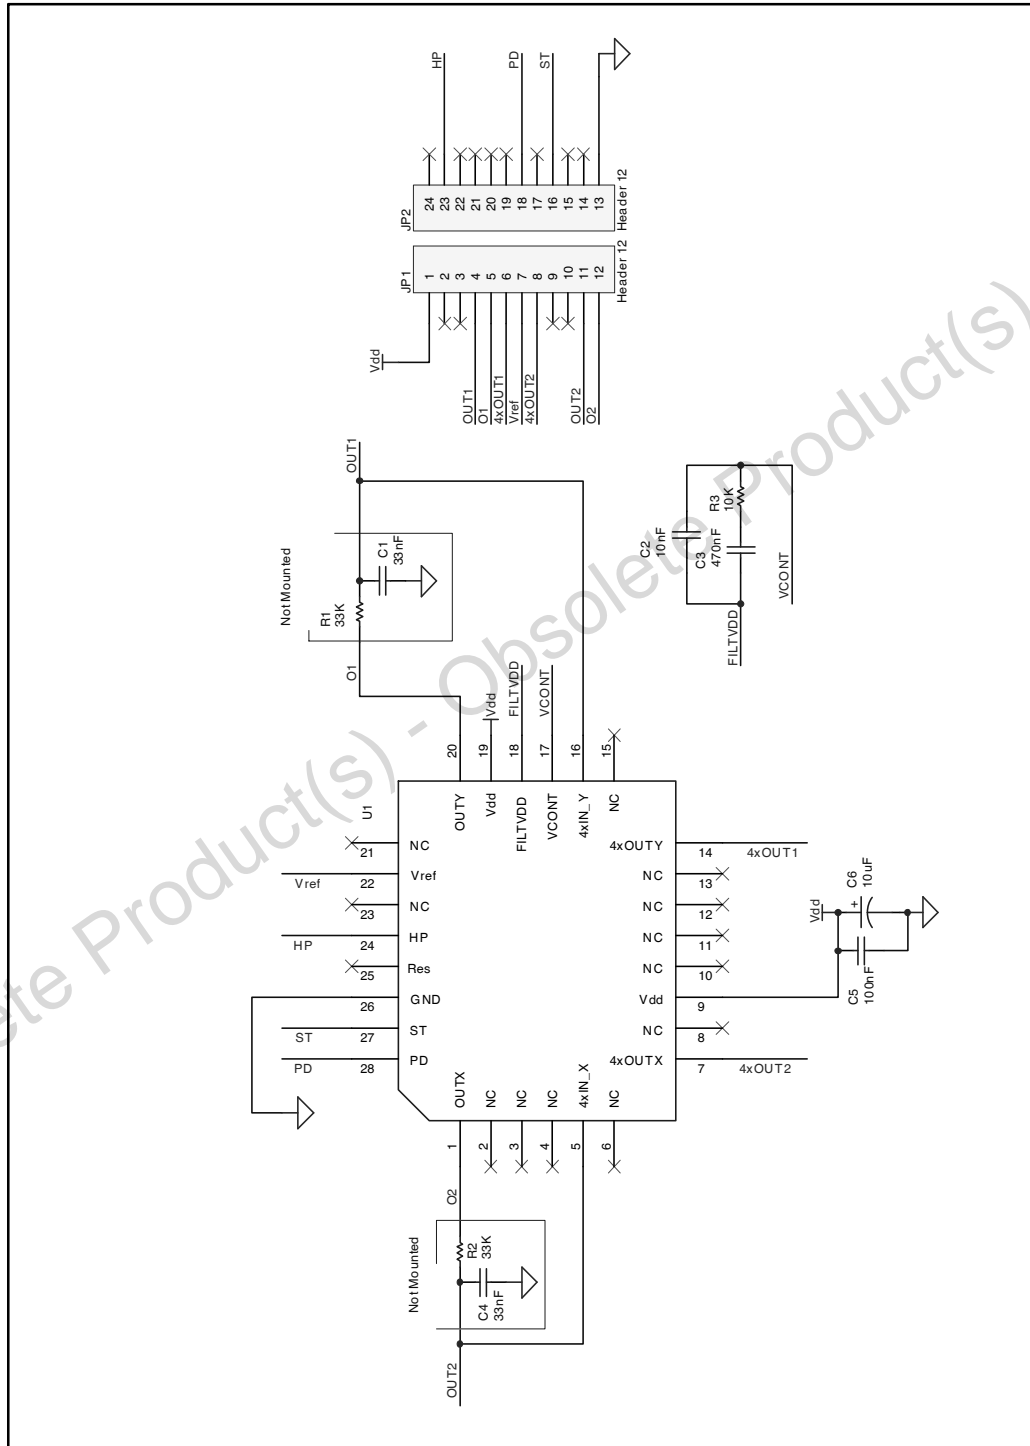 JP2
24
23
22
21
20
19
18
17
16
15
14
13
Header 12
HP
PD
ST
JP1
1
2
3
4
5
6
7
8
9
10
11
12
Header 12
Vdd
OUT1
O1
4xOUT1
Vref
4xOUT2
OUT2
O2
OUT1
Not Mounted
C1
33nF
R1
33K
O1
C2
10nF
C3
470nF
R3
10K
FILTVDD
VCONT
Vdd
FILTVDD
VCONT
20
19
18
17
16
15
OUTY
Vdd
FILTVDD
VCONT
4xIN_Y
NC
U1
NC
21
Vref
22
Vref
NC
23
HP
24
HP
Res
25
GND
26
ST
27
ST
PD
28
PD
4xOUTY
14
4xOUT1
NC
13
NC
12
NC
11
NC
10
Vdd
9
NC
8
4xOUTX
7
4xOUT2
Vdd
+
C6
10uF
C5
100nF
OUTX
NC
NC
NC
4xIN_X
NC
1
2
3
4
5
6
O2
Not Mounted
R2
33K
C4
33nF
OUT2
ete Product(s) - Obsolete Product(s)